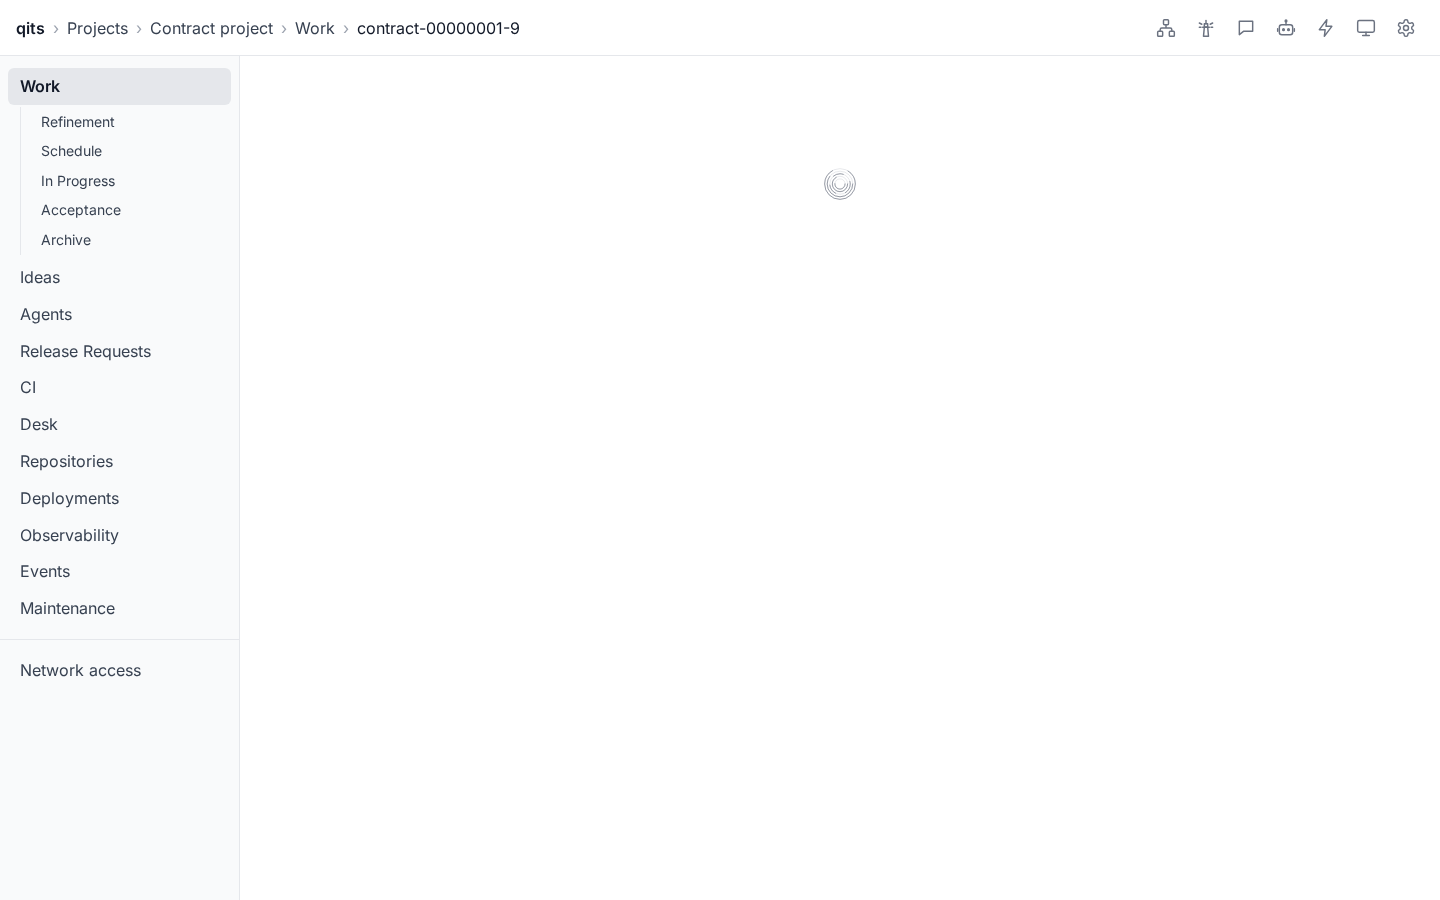 qits › Projects › Contract project › Work › contract-00000001-9
Work
Refinement
Schedule
In Progress
Acceptance
Archive
Ideas
Agents
Release Requests
CI
Desk
Repositories
Deployments
Observability
Events
Maintenance
Network access